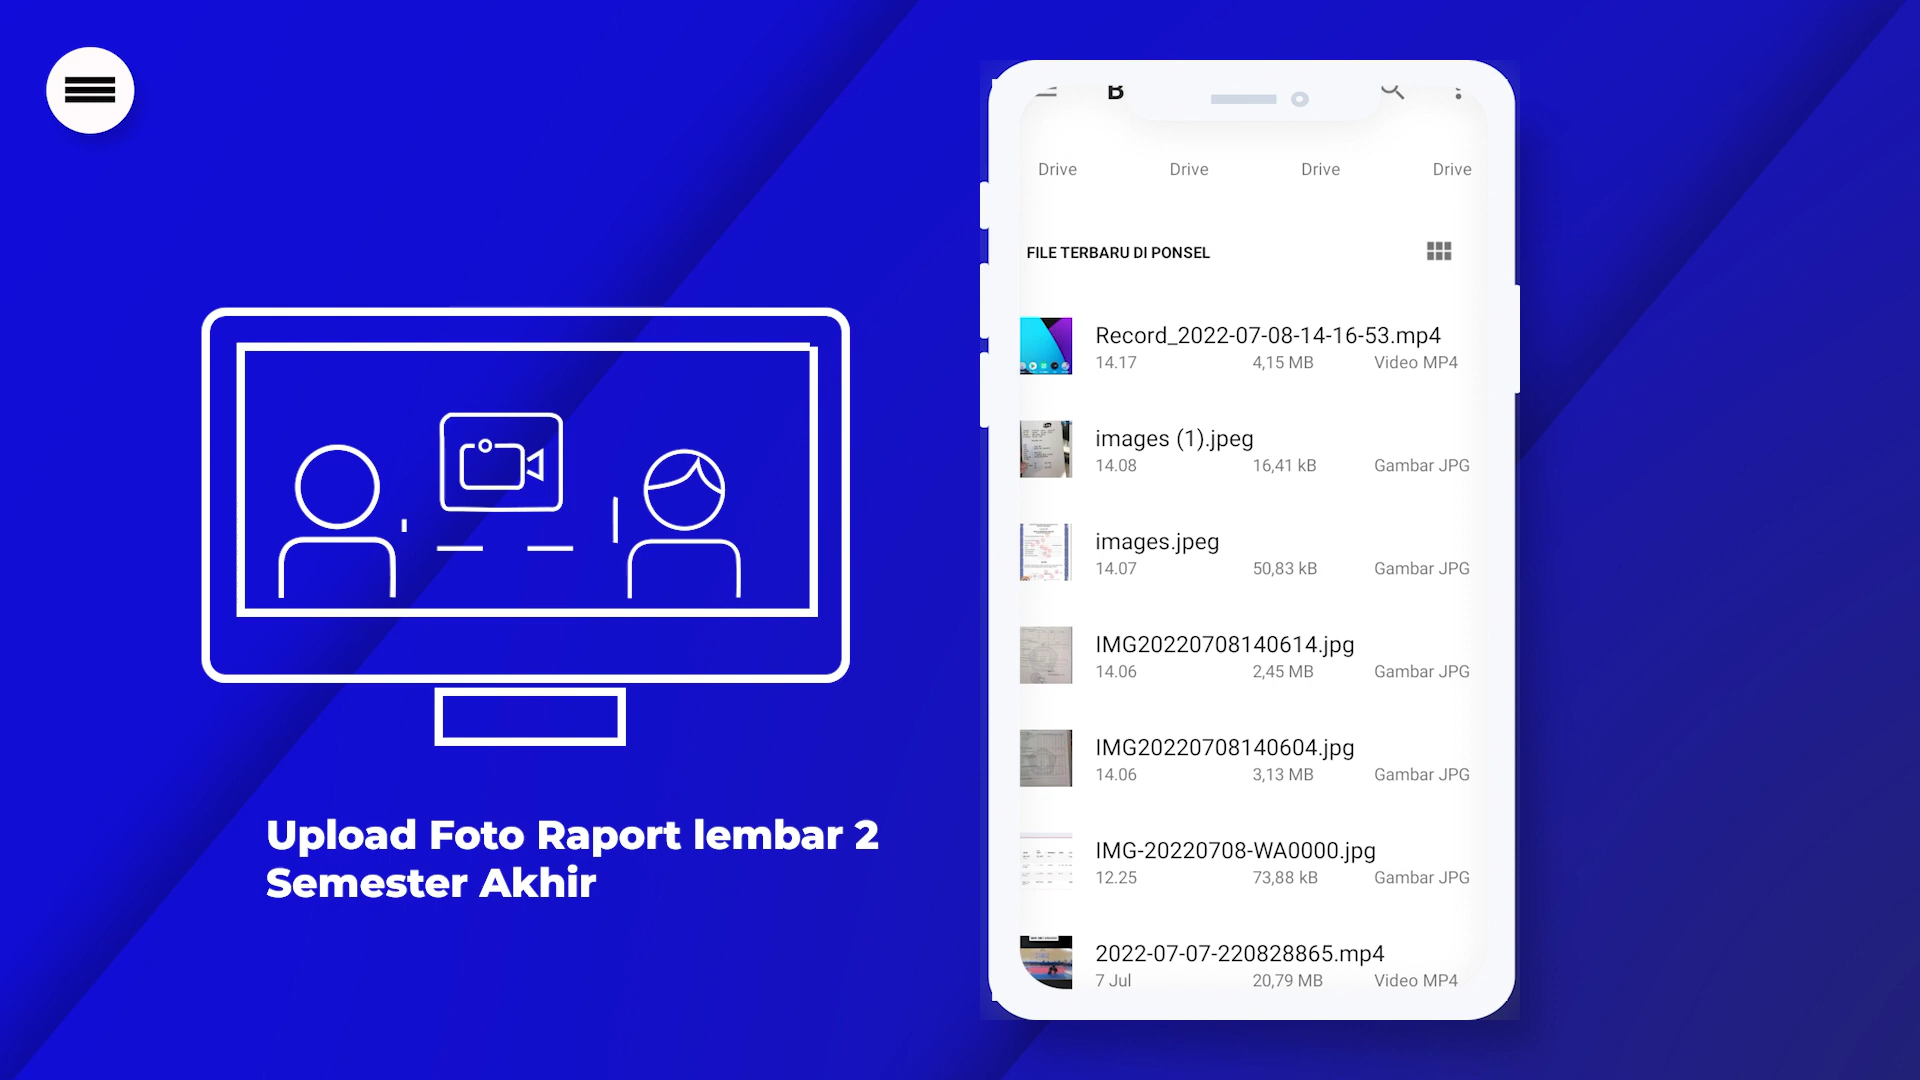 B
Drive Drive Drive Drive
FILE TERBARU DI PONSEL
Record_2022-07-08-14-16-53.mp4
14.17 4,15 MB Video MP4
images (1).jpeg
14.08 16,41 kB Gambar JPG
images.jpeg
14.07 50,83 kB Gambar JPG
IMG20220708140614.jpg
14.06 2,45 MB Gambar JPG
IMG20220708140604.jpg
14.06 3,13 MB Gambar JPG
IMG-20220708-WA0000.jpg
12.25 73,88 kB Gambar JPG
2022-07-07-220828865.mp4
7 Jul 20,79 MB Video MP4
Upload Foto Raport lembar 2
Semester Akhir